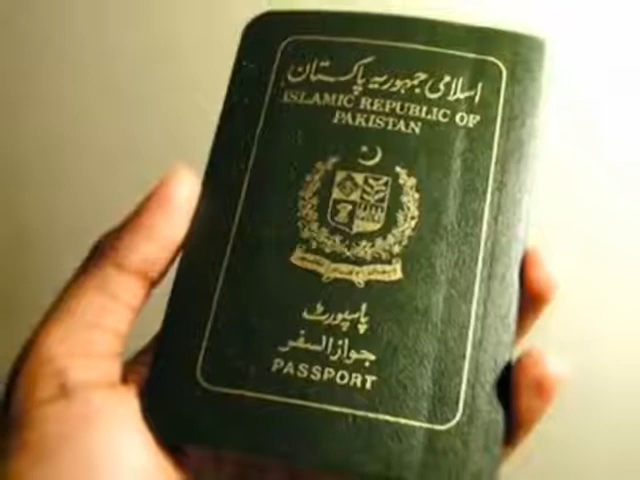 اسلامی جمہوریہ پاکستان
ISLAMIC REPUBLIC OF
PAKISTAN
پاسپورٹ
جواز السفر
PASSPORT